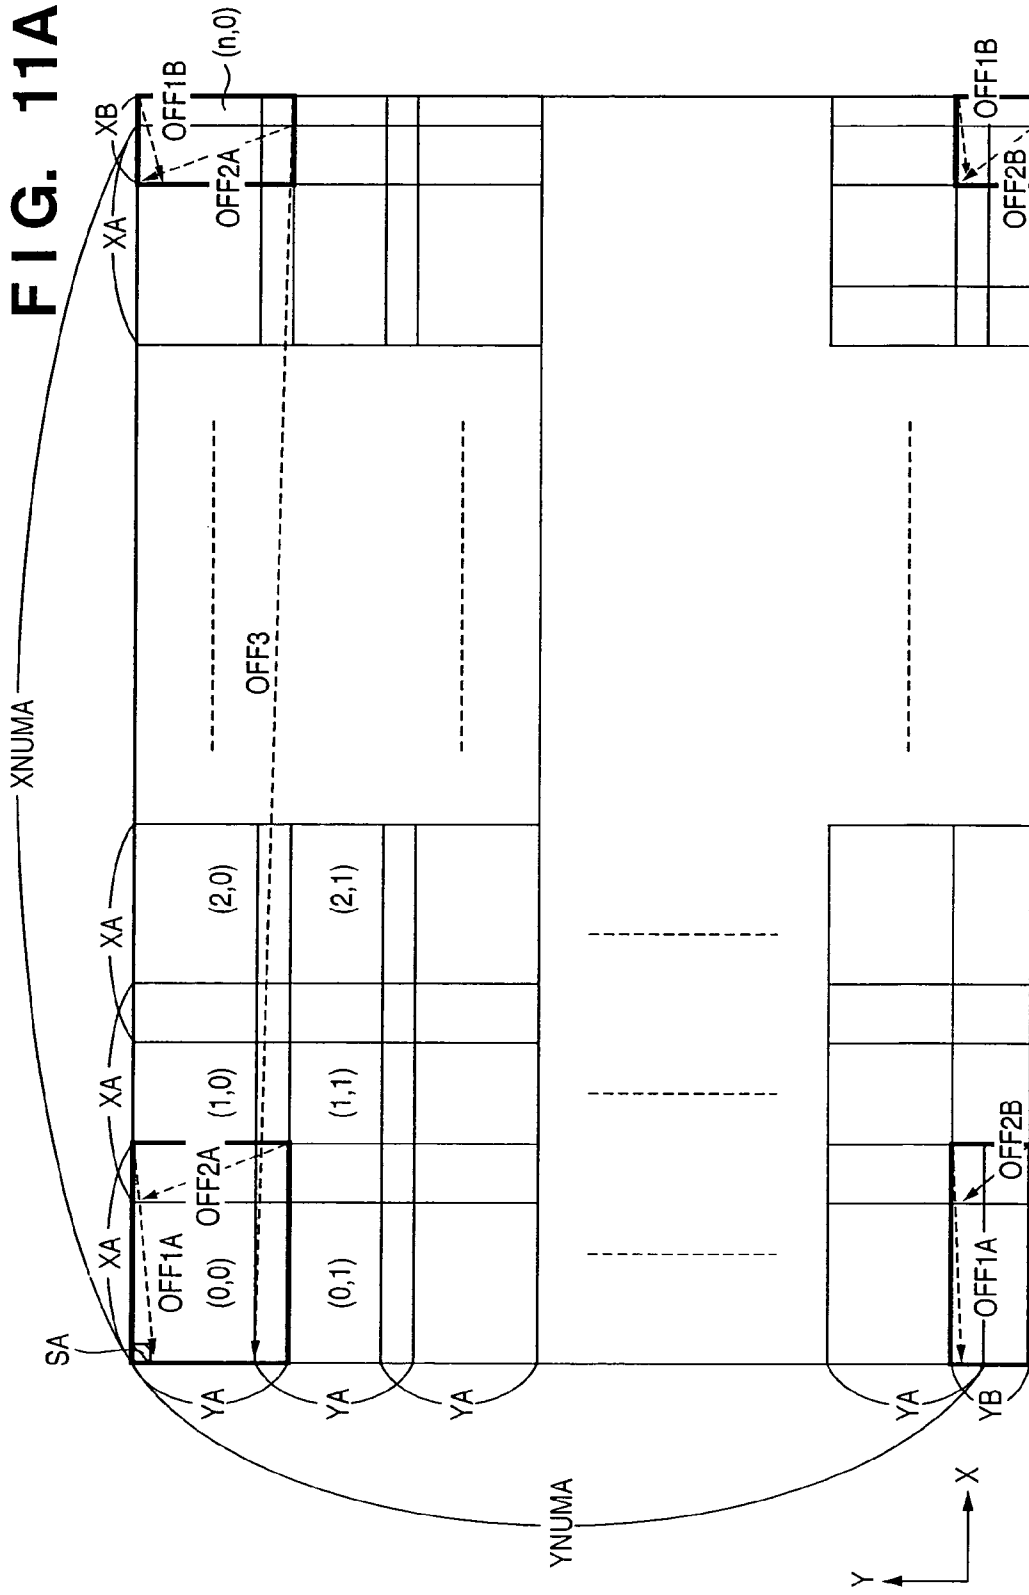 FIG. 11A
XNUMA
XA
XA
XA
XA
XB
SA
OFF1A
OFF2A
(0,0)
(1,0)
(2,0)
OFF3
OFF2A
OFF1B
(n,0)
(0,1)
(1,1)
(2,1)
YA
YA
YA
YNUMA
YA
YB
OFF1A
OFF2B
OFF2B
OFF1B
Y
X